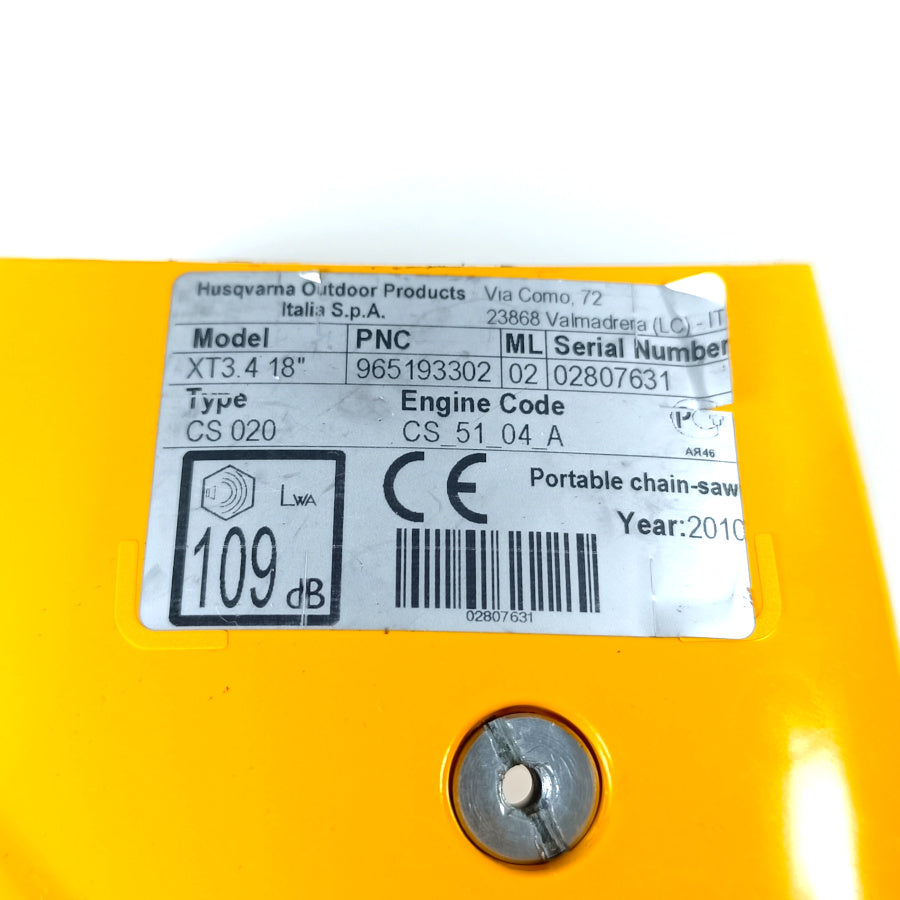 Husqvarna Outdoor Products Via Como, 72
Italia S.p.A. 23868 Valmadrera (LC) - IT
Model PNC ML Serial Number
XT3.4 18" 965193302 02 02807631
Type Engine Code
CS 020 CS_51_04_A
АЯ46
LWA CE Portable chain-saw
Year:2010
109 dB
02807631